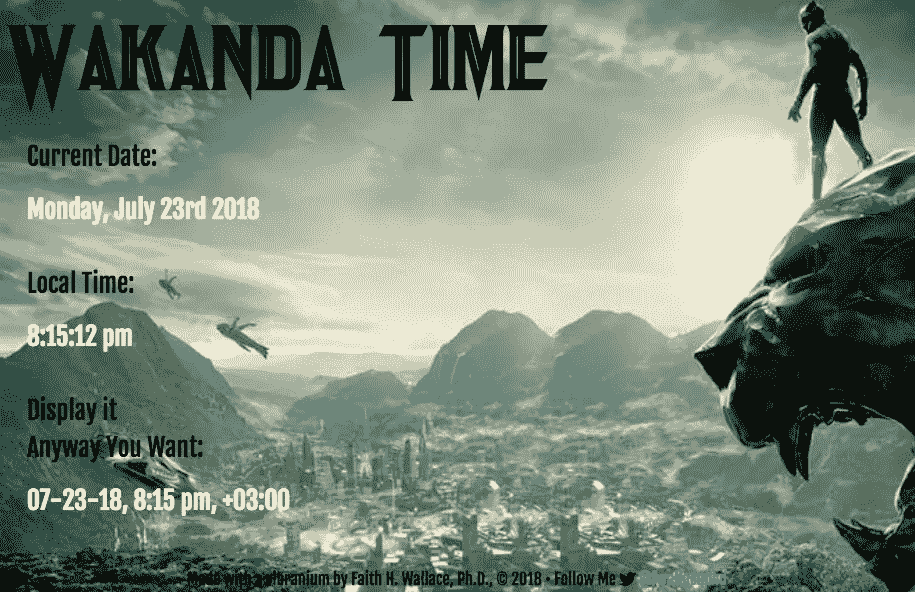 WAKANDA TIME
Current Date:
Monday, July 23rd 2018
Local Time:
8:15:12 pm
Display it
Anyway You Want:
07-23-18, 8:15 pm, +03:00
Made with vibranium by Faith H. Wallace, Ph.D., © 2018 • Follow Me